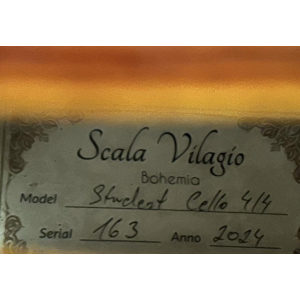 Scala Vilagio
Bohemia
Model Student Cello 4/4
Serial 163 Anno 2024